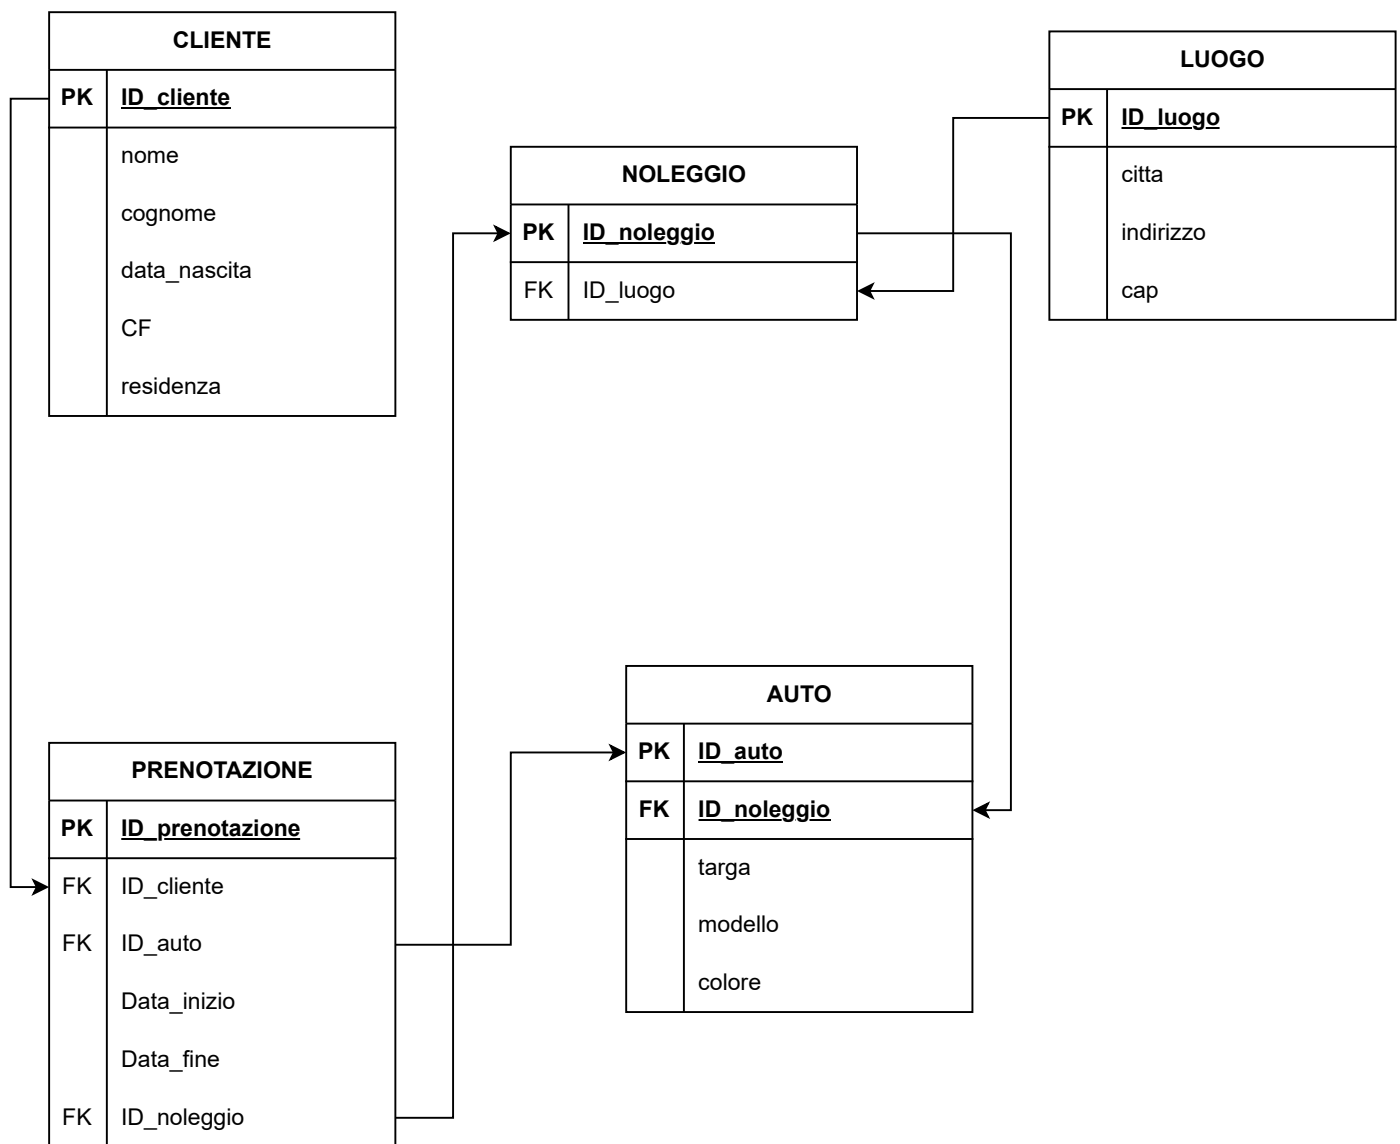 CLIENTE
PK ID_cliente
nome
cognome
data_nascita
CF
residenza
NOLEGGIO
PK ID_noleggio
FK ID_luogo
LUOGO
PK ID_luogo
citta
indirizzo
cap
PRENOTAZIONE
PK ID_prenotazione
FK ID_cliente
FK ID_auto
Data_inizio
Data_fine
FK ID_noleggio
AUTO
PK ID_auto
FK ID_noleggio
targa
modello
colore